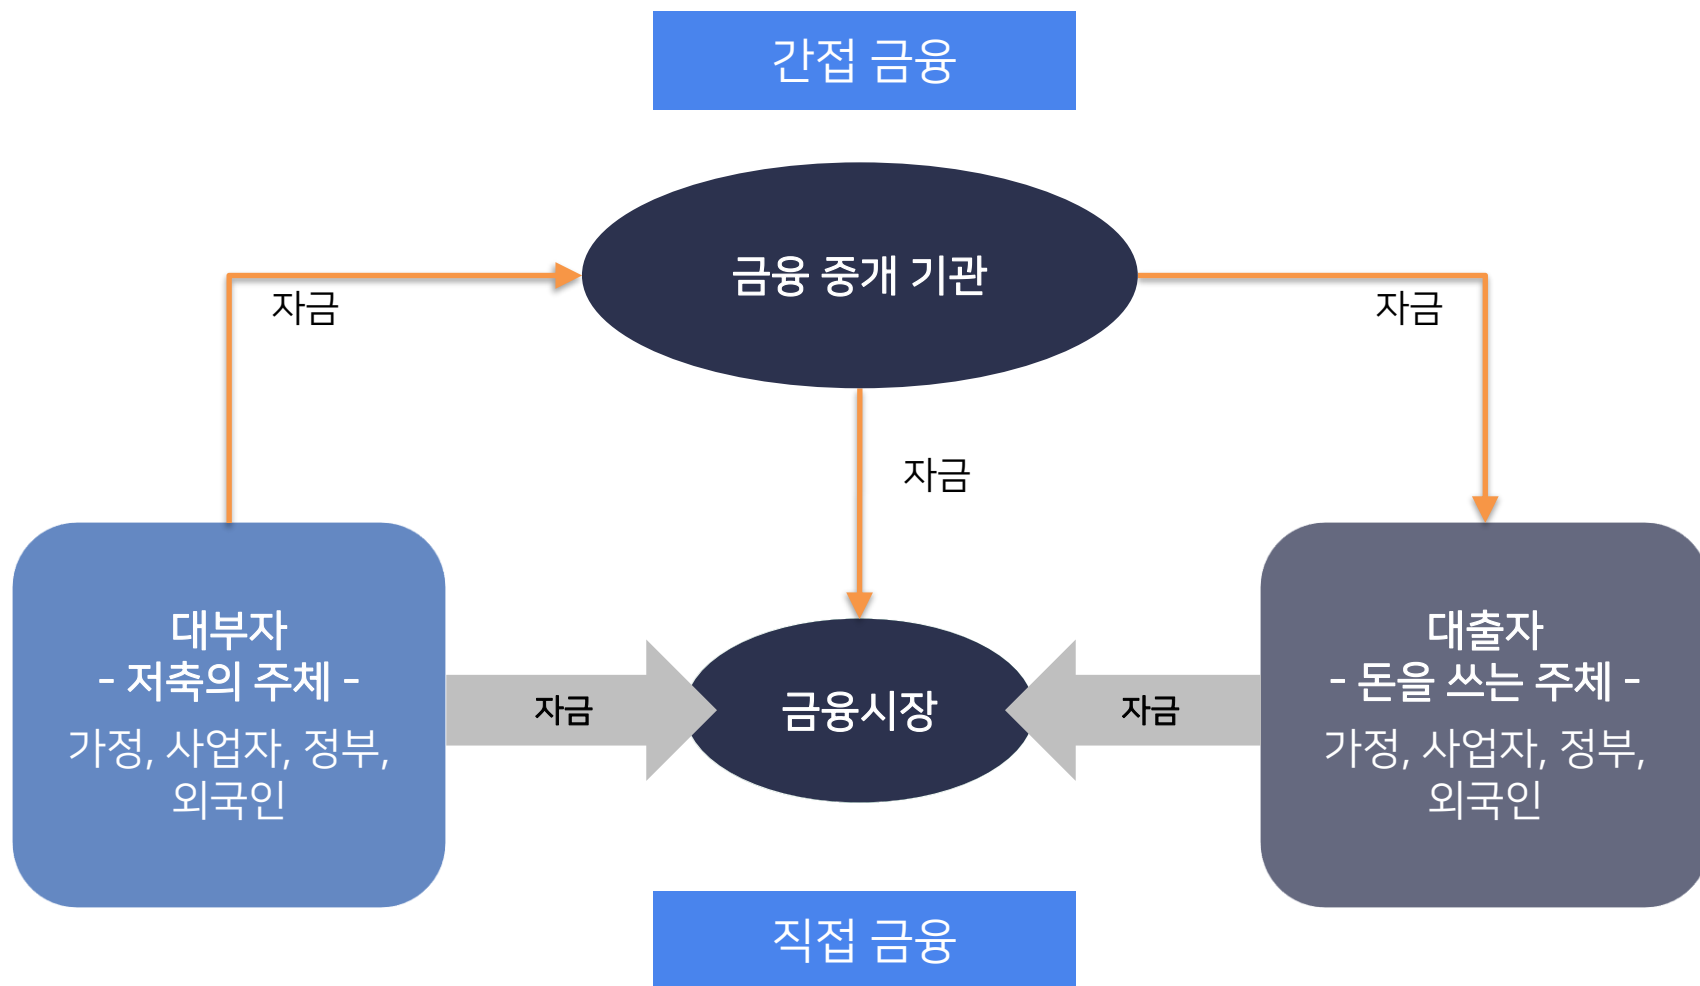 간접 금융
금융 중개 기관
자금
자금
자금
대부자
- 저축의 주체 -
가정, 사업자, 정부,
외국인
자금
금융시장
자금
대출자
- 돈을 쓰는 주체 -
가정, 사업자, 정부,
외국인
직접 금융